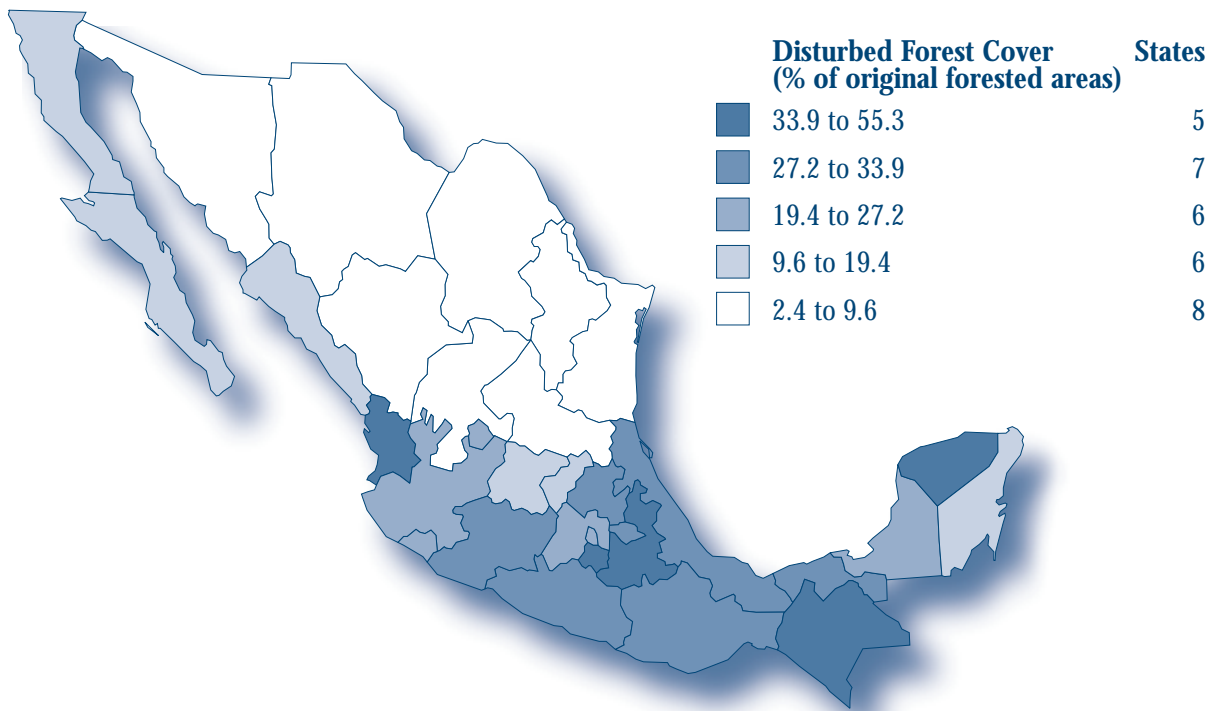 Disturbed Forest Cover States
(% of original forested areas)
33.9 to 55.3 5
27.2 to 33.9 7
19.4 to 27.2 6
9.6 to 19.4 6
2.4 to 9.6 8